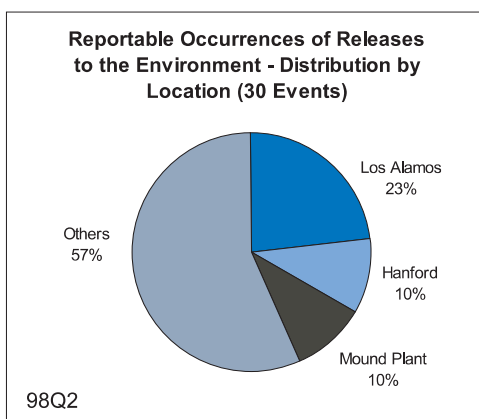 Reportable Occurrences of Releases
to the Environment - Distribution by
Location (30 Events)
Los Alamos
23%
Others
57%
Hanford
10%
Mound Plant
10%
98Q2